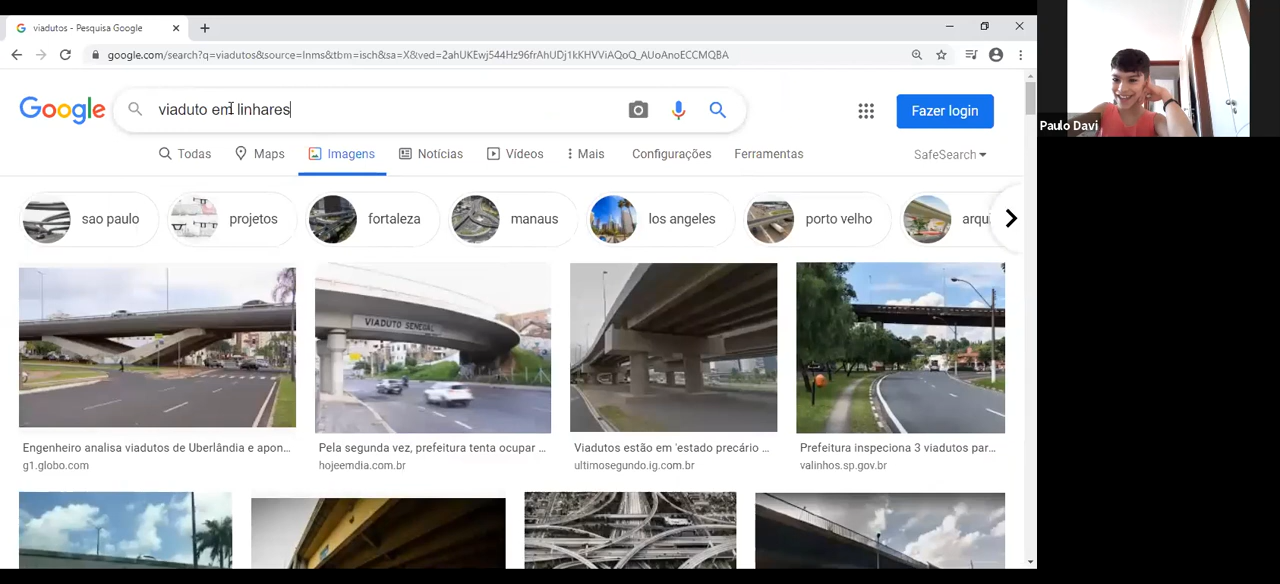 viadutos - Pesquisa Google
google.com/search?q=viadutos&source=lnms&tbm=isch&sa=X&ved=2ahUKEwj544Hz96frAhUDj1kKHVViAQoQ_AUoAnoECCMQBA
Google
viaduto em linhares
Fazer login
Todas Maps Imagens Notícias Vídeos Mais Configurações Ferramentas SafeSearch
sao paulo projetos fortaleza manaus los angeles porto velho arqu
VIADUTO SENEGAL
Engenheiro analisa viadutos de Uberlândia e apon...
g1.globo.com
Pela segunda vez, prefeitura tenta ocupar ...
hojeemdia.com.br
Viadutos estão em 'estado precário ...
ultimosegundo.ig.com.br
Prefeitura inspeciona 3 viadutos par...
valinhos.sp.gov.br
Paulo Davi